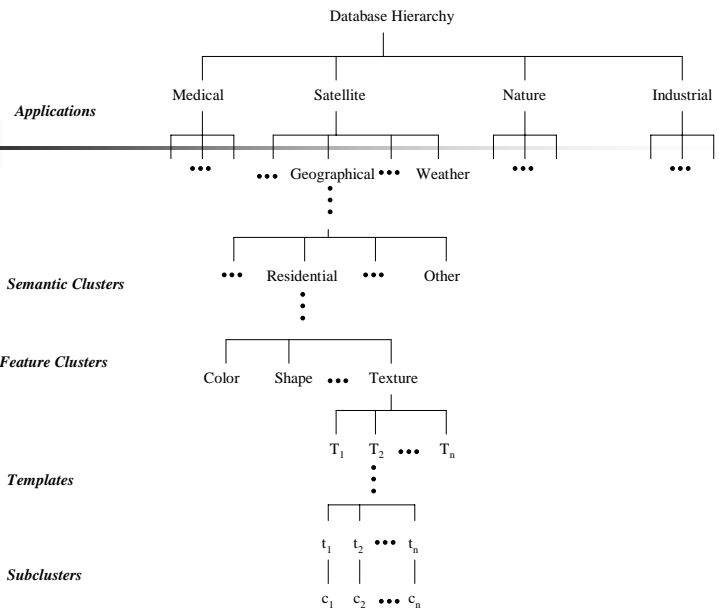 Database Hierarchy
Medical Satellite Nature Industrial
Applications
••• ••• Geographical ••• Weather ••• •••
••• Residential ••• Other
Semantic Clusters
Feature Clusters
Color Shape ••• Texture
T1 T2 ••• Tn
Templates
t1 t2 ••• tn
Subclusters
c1 c2 ••• cn